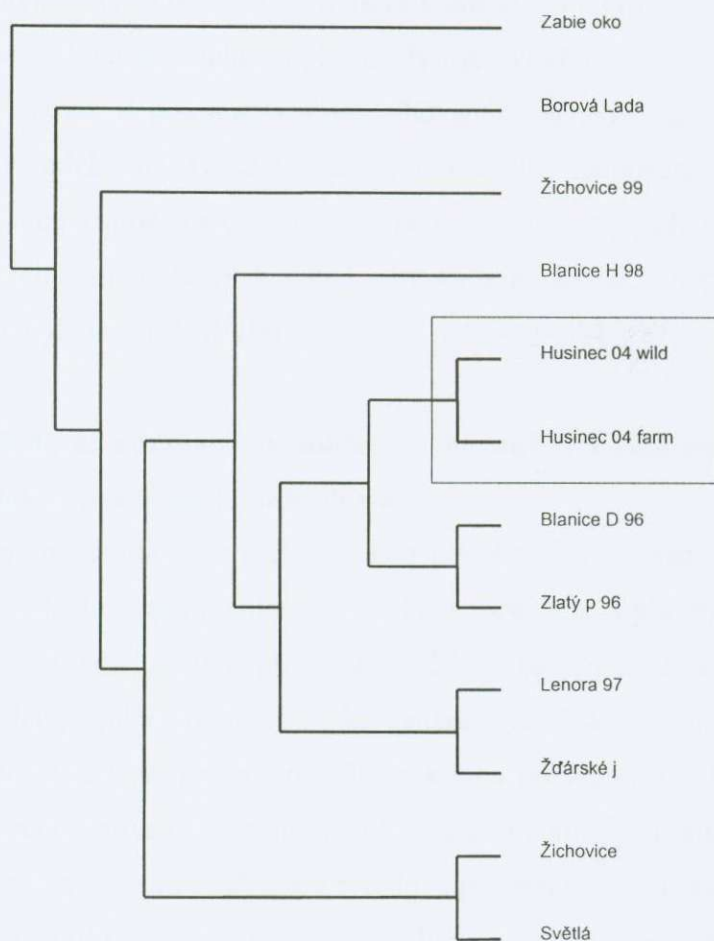 Zabie oko
Borová Lada
Žichovice 99
Blanice H 98
Husinec 04 wild
Husinec 04 farm
Blanice D 96
Zlatý p 96
Lenora 97
Žďárské j
Žichovice
Světlá